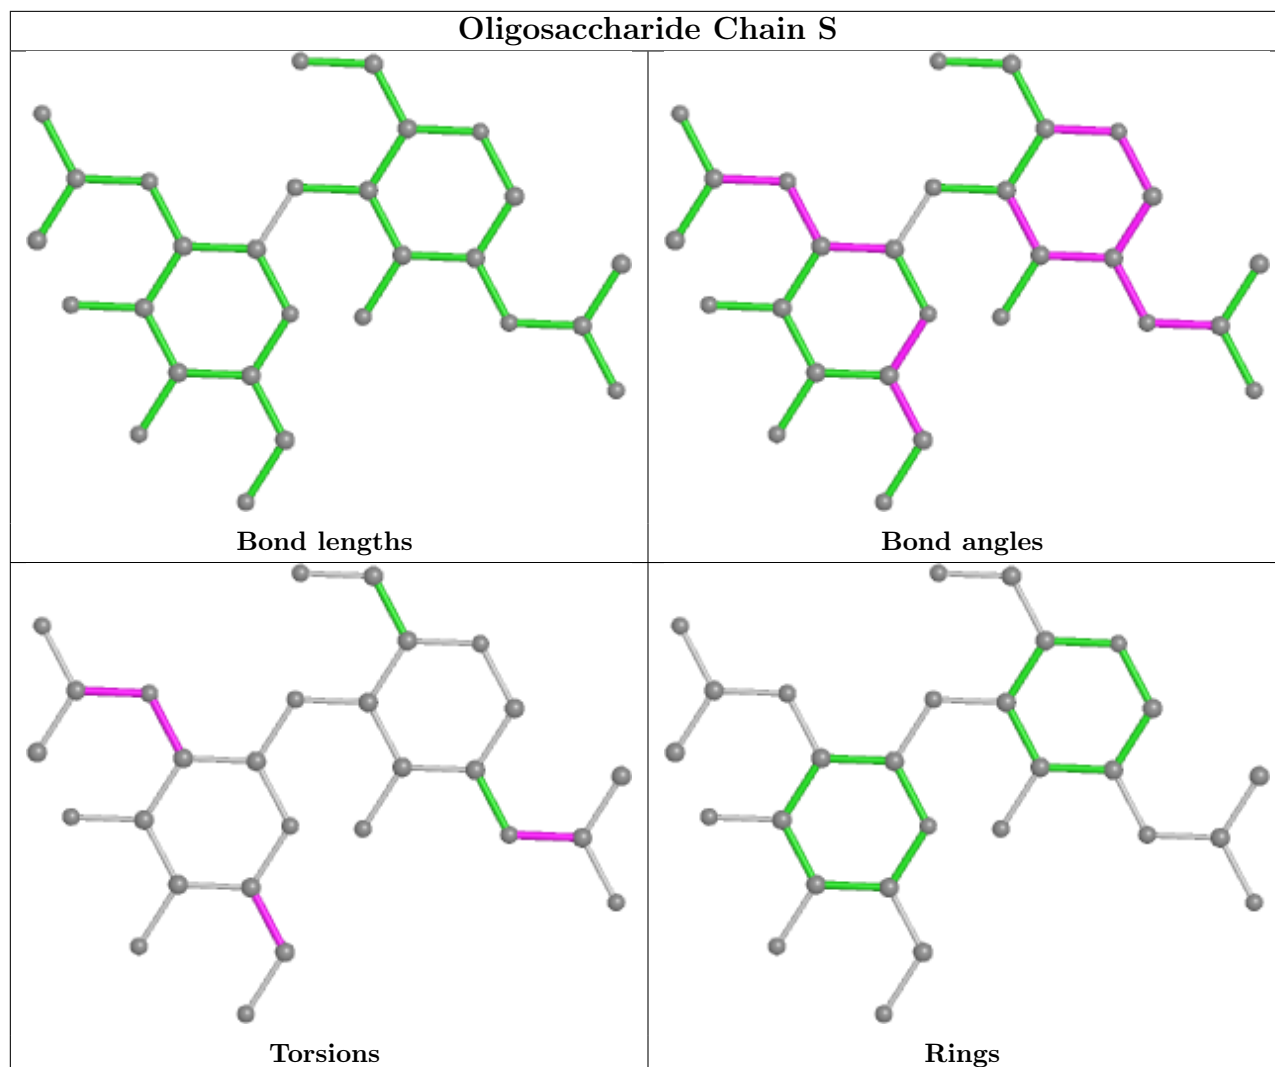 Oligosaccharide Chain S
Bond lengths
Bond angles
Torsions
Rings